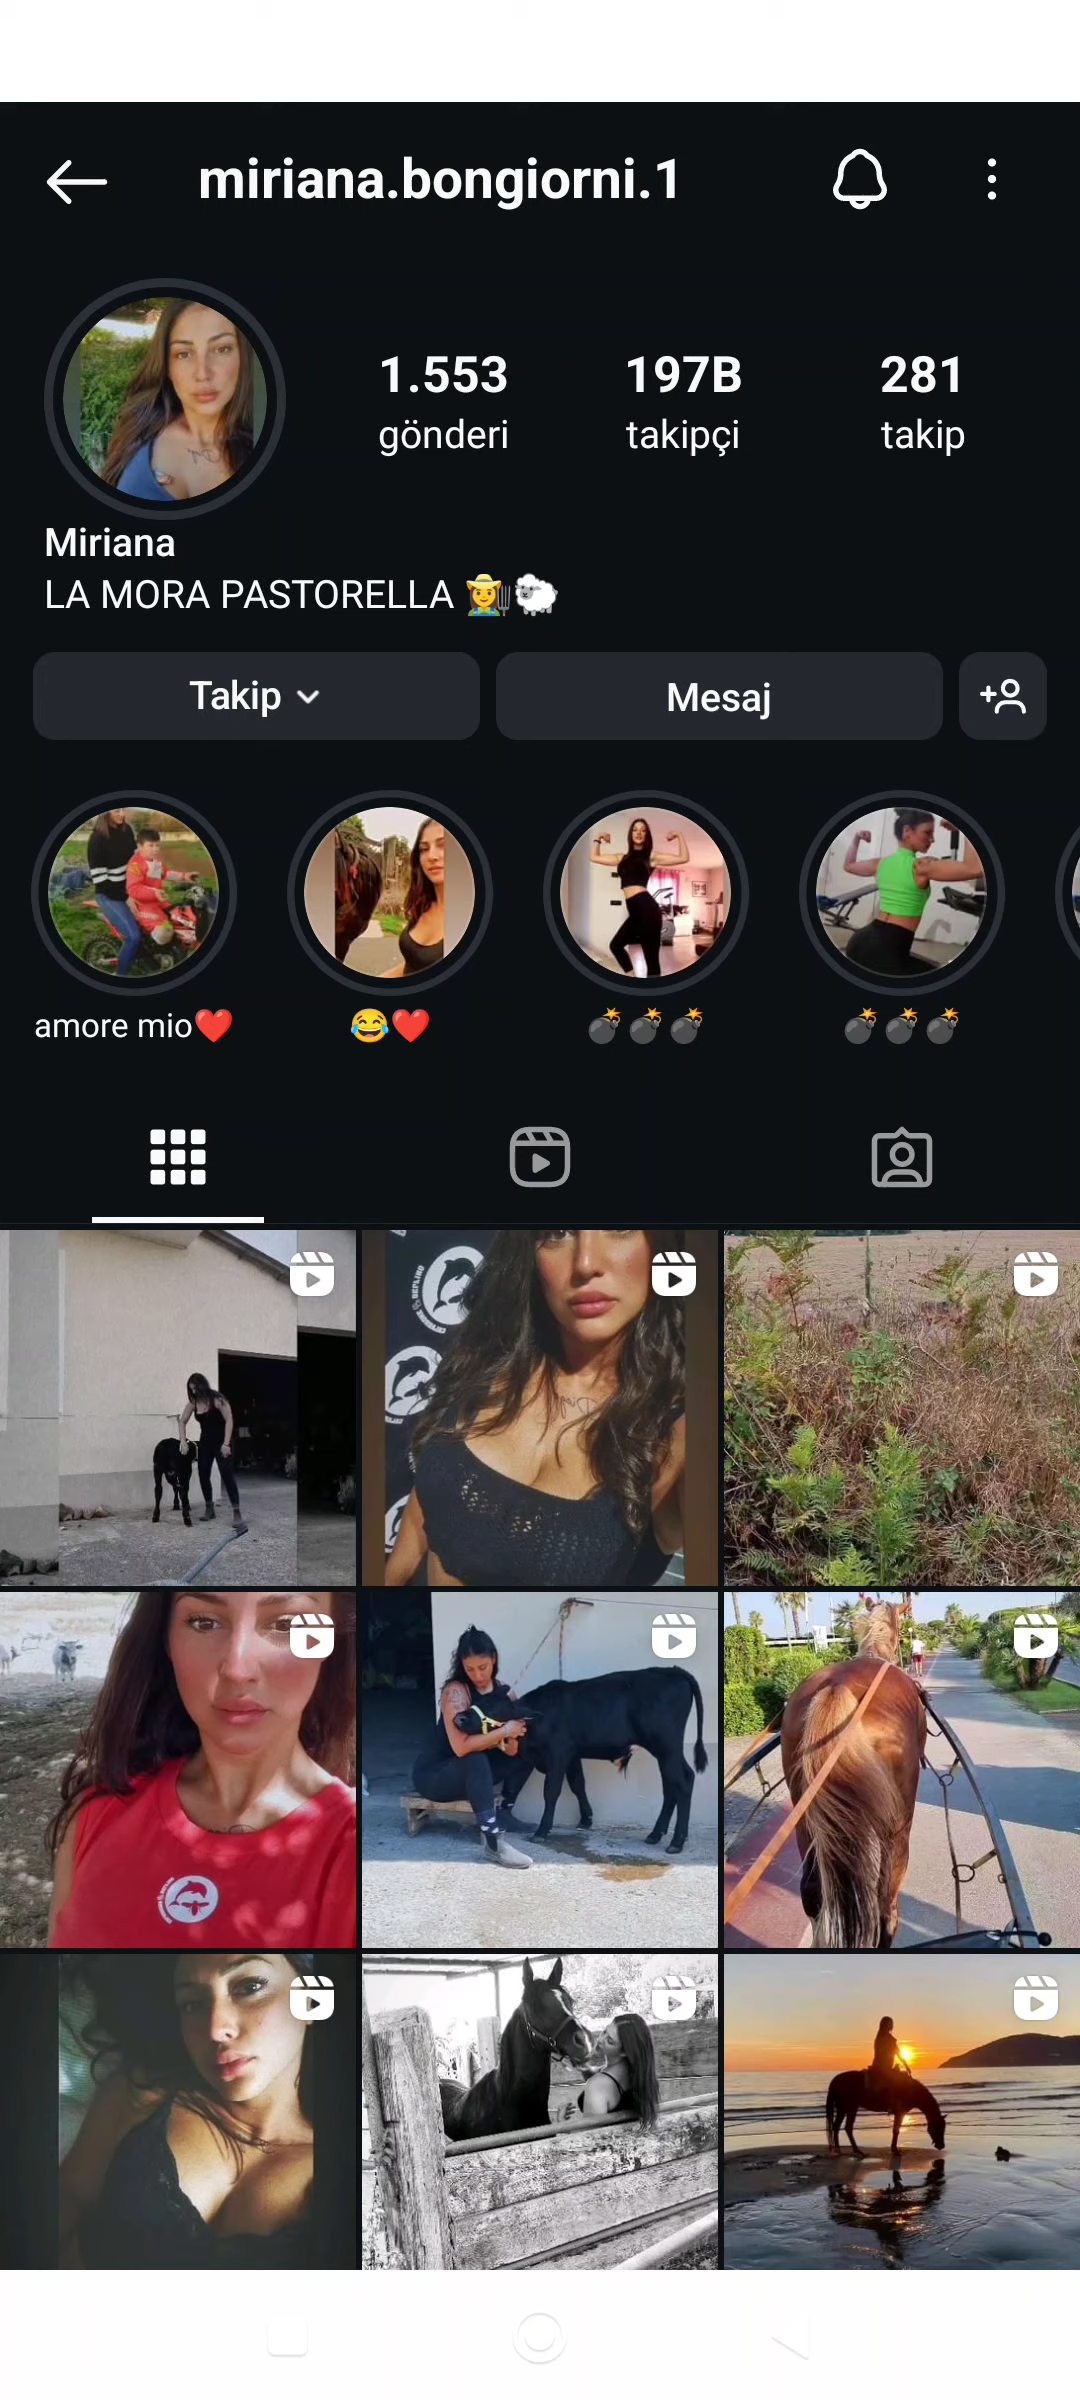 miriana.bongiorni.1
1.553
gönderi
197B
takipçi
281
takip
Miriana
LA MORA PASTORELLA 👩‍🌾🐑
Takip
Mesaj
amore mio❤️
😂❤️
💣💣💣
💣💣💣